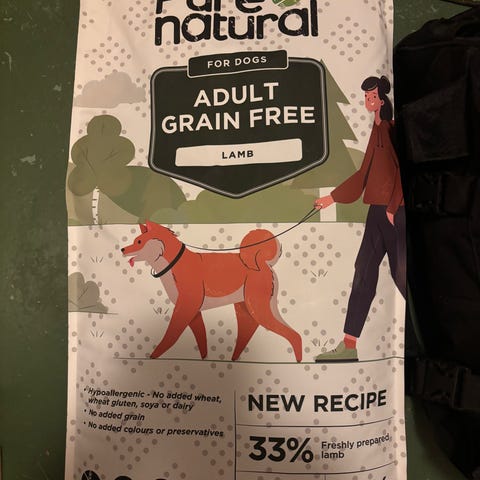 Pure
natural
FOR DOGS
ADULT
GRAIN FREE
LAMB
• Hypoallergenic - No added wheat,
wheat gluten, soya or dairy
• No added grain
• No added colours or preservatives
NEW RECIPE
33% Freshly prepared
lamb